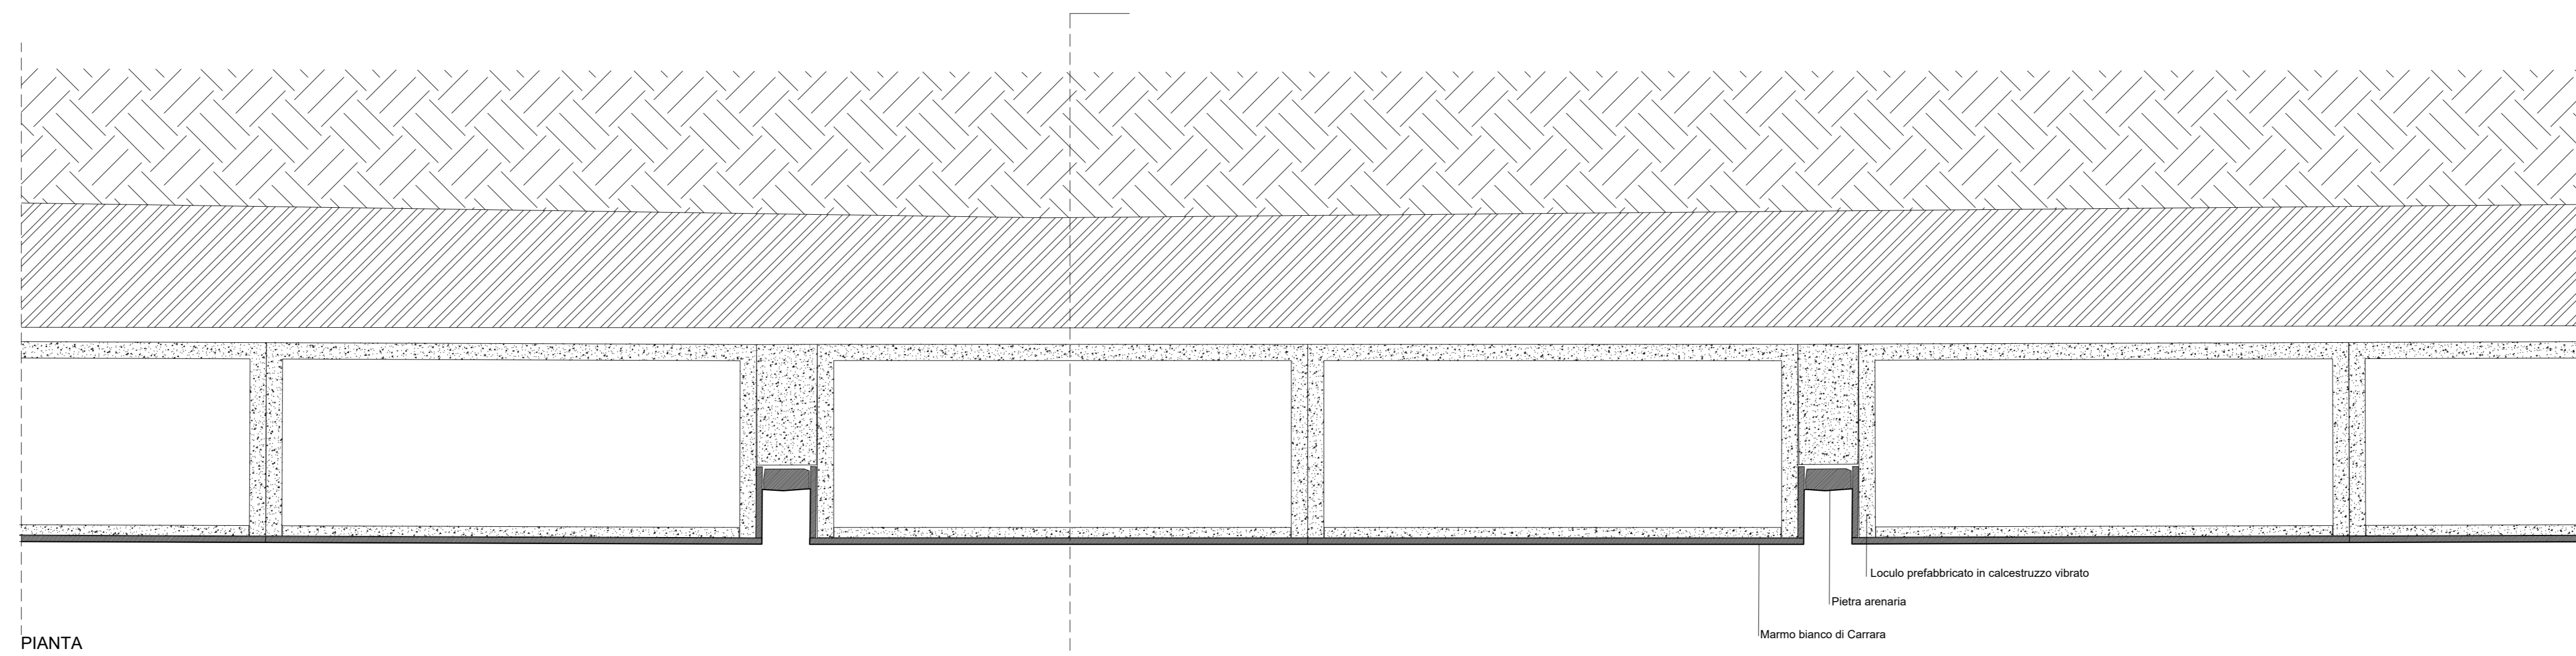 Loculo prefabbricato in calcestruzzo vibrato
Pietra arenaria
Marmo bianco di Carrara
PIANTA